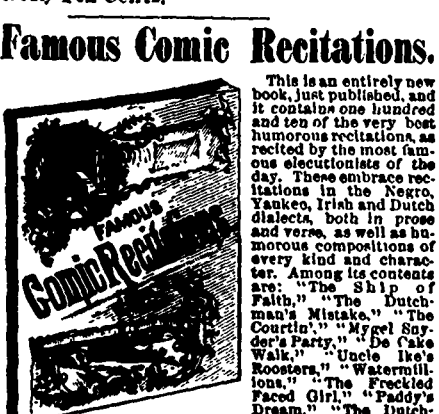 Ten Cents.
Famous Comic Recitations.
This is an entirely new
book, just published, and
it contains one hundred
and ten of the very best
humorous recitations, as
recited by the most fam-
ous elecutionists of the
day. These embrace rec-
itations in the Negro,
Yankee, Irish and Dutch
dialects, both in prose
and verse, as well as hu-
morous compositions of
every kind and charac-
ter. Among its contents
are: "The Ship of
Faith," "The Dutch-
man's Mistake," "The
Courtin'," "Mygel Sny-
der's Party," "De Cake
Walk," "Uncle Ike's
Roosters," "Watermill-
ions," "The Freckled
Faced Girl," "Paddy's
Dream," "The Dutch-
FAMOUS
Comic Recitations